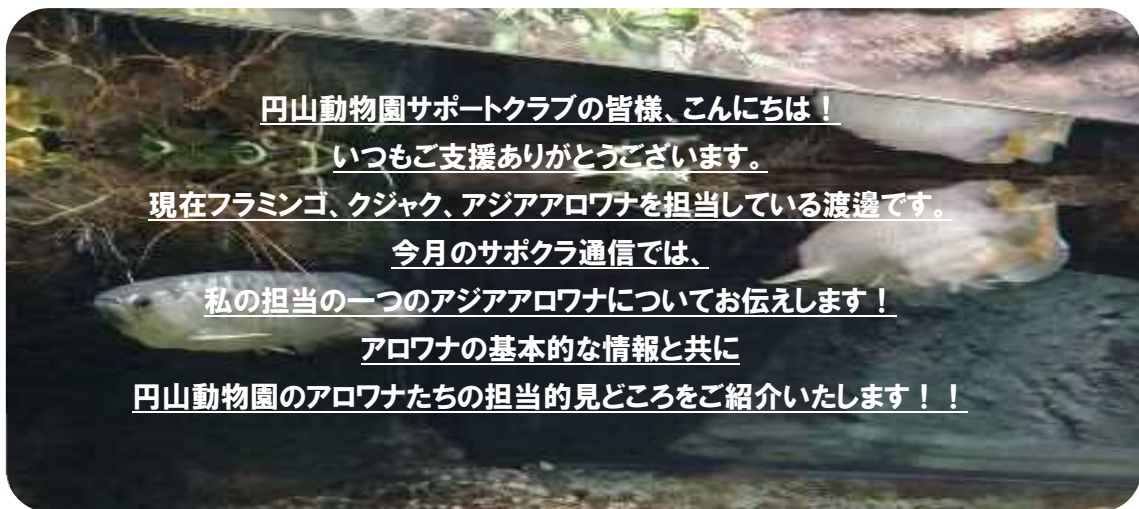 円山動物園サポートクラブの皆様、こんにちは！
いつもご支援ありがとうございます。
現在フラミンゴ、クジャク、アジアアロワナを担当している渡邊です。
今月のサポクラ通信では、
私の担当の一つのアジアアロワナについてお伝えします！
アロワナの基本的な情報と共に
円山動物園のアロワナたちの担当的見どころをご紹介いたします！！